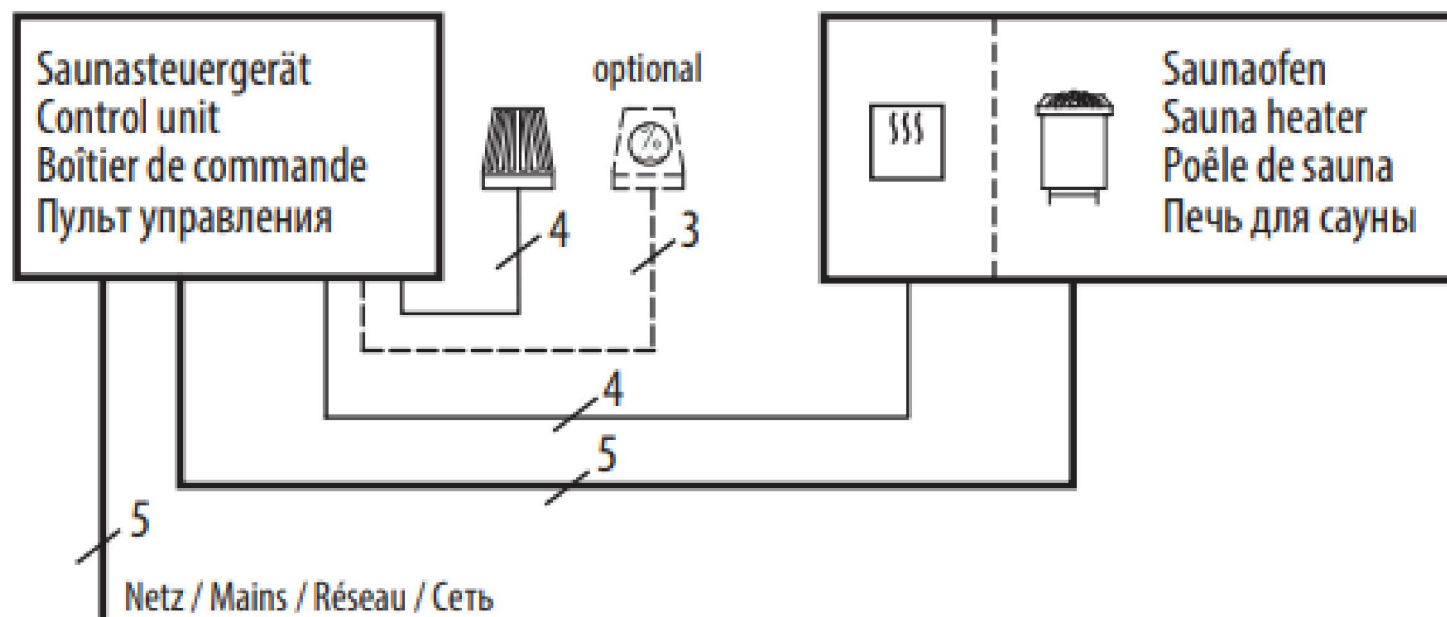 Saunasteuergerät
Control unit
Boîtier de commande
Пульт управления
optional
%
4
3
Saunaofen
Sauna heater
Poêle de sauna
Печь для сауны
4
5
5
Netz / Mains / Réseau / Сеть